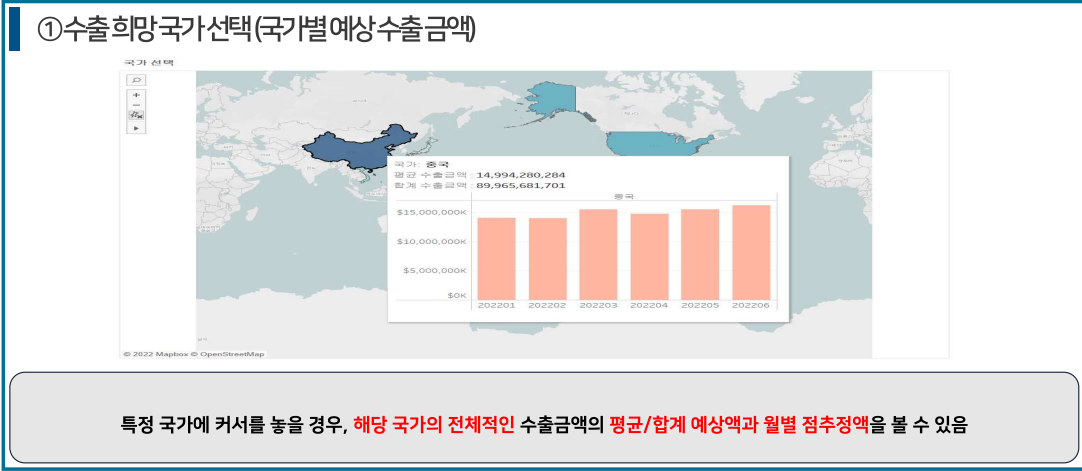 ①수출 희망 국가 선택 (국가별 예상 수출 금액)
국가 선택
국가: 중국
평균 수출금액 : 14,994,280,284
합계 수출금액 : 89,965,681,701
중국
$15,000,000K
$10,000,000K
$5,000,000K
$0K
202201 202202 202203 202204 202205 202206
© 2022 Mapbox © OpenStreetMap
특정 국가에 커서를 놓을 경우, 해당 국가의 전체적인 수출금액의 평균/합계 예상액과 월별 점추정액을 볼 수 있음